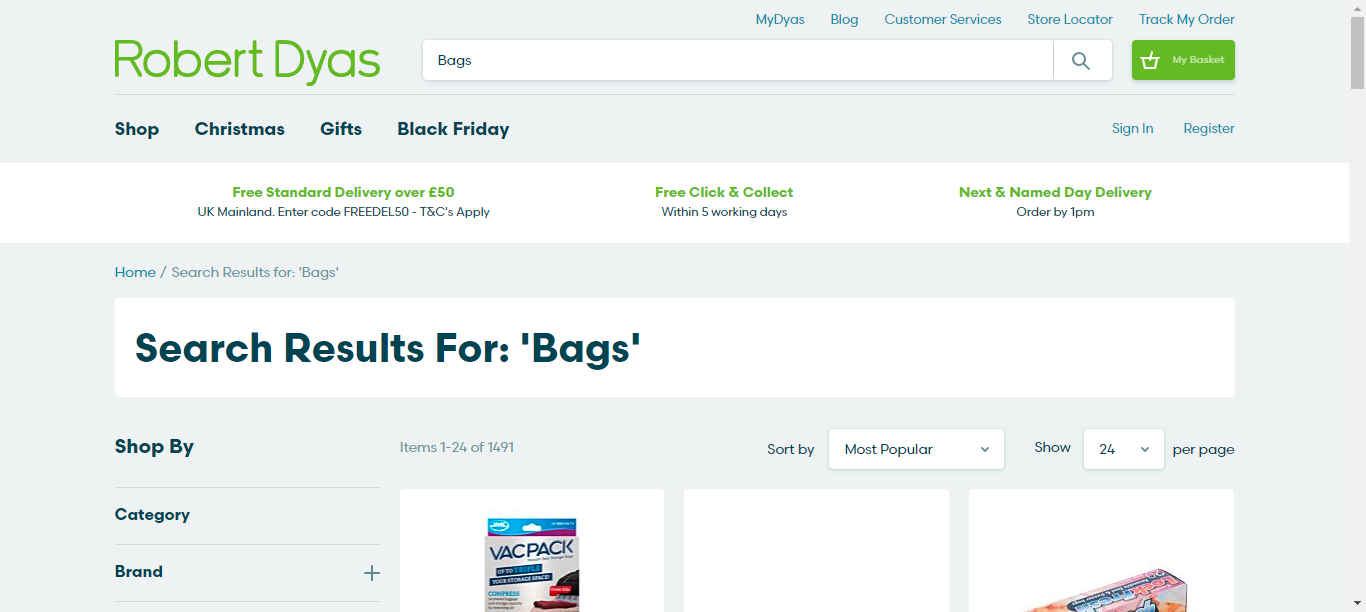 MyDyas Blog Customer Services Store Locator Track My Order
Robert Dyas
Bags
My Basket
Shop Christmas Gifts Black Friday
Sign In Register
Free Standard Delivery over £50
UK Mainland. Enter code FREEDEL50 - T&C's Apply
Free Click & Collect
Within 5 working days
Next & Named Day Delivery
Order by 1pm
Home / Search Results for: 'Bags'
Search Results For: 'Bags'
Shop By
Category
Brand
Items 1-24 of 1491
Sort by Most Popular
Show 24 per page
JML
VACPACK
UP TO TRIPLE
YOUR STORAGE SPACE!
COMPRESS